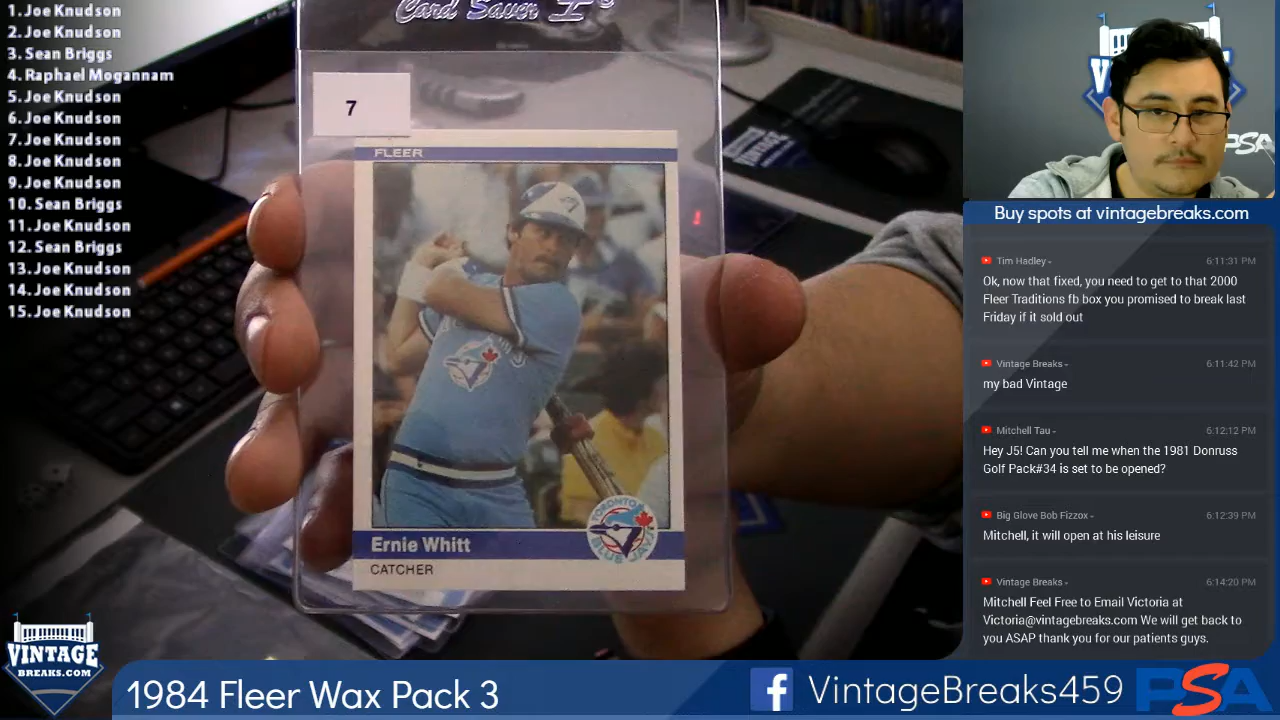 1. Joe Knudson
2. Joe Knudson
3. Sean Briggs
4. Raphael Mogannam
5. Joe Knudson
6. Joe Knudson
7. Joe Knudson
8. Joe Knudson
9. Joe Knudson
10. Sean Briggs
11. Joe Knudson
12. Sean Briggs
13. Joe Knudson
14. Joe Knudson
15. Joe Knudson
Card Saver I
7
FLEER
Ernie Whitt
CATCHER
TORONTO
BLUE JAYS
PSA
Buy spots at vintagebreaks.com
Tim Hadley
6:11:31 PM
Ok, now that fixed, you need to get to that 2000
Fleer Traditions fb box you promised to break last
Friday if it sold out
Vintage Breaks
6:11:42 PM
my bad Vintage
Mitchell Tau
6:12:12 PM
Hey J5! Can you tell me when the 1981 Donruss
Golf Pack#34 is set to be opened?
Big Glove Bob Fizzox
6:12:39 PM
Mitchell, it will open at his leisure
Vintage Breaks
6:14:20 PM
Mitchell Feel Free to Email Victoria at
Victoria@vintagebreaks.com We will get back to
you ASAP thank you for our patients guys.
VINTAGE
BREAKS.COM
1984 Fleer Wax Pack 3
f VintageBreaks459
PSA